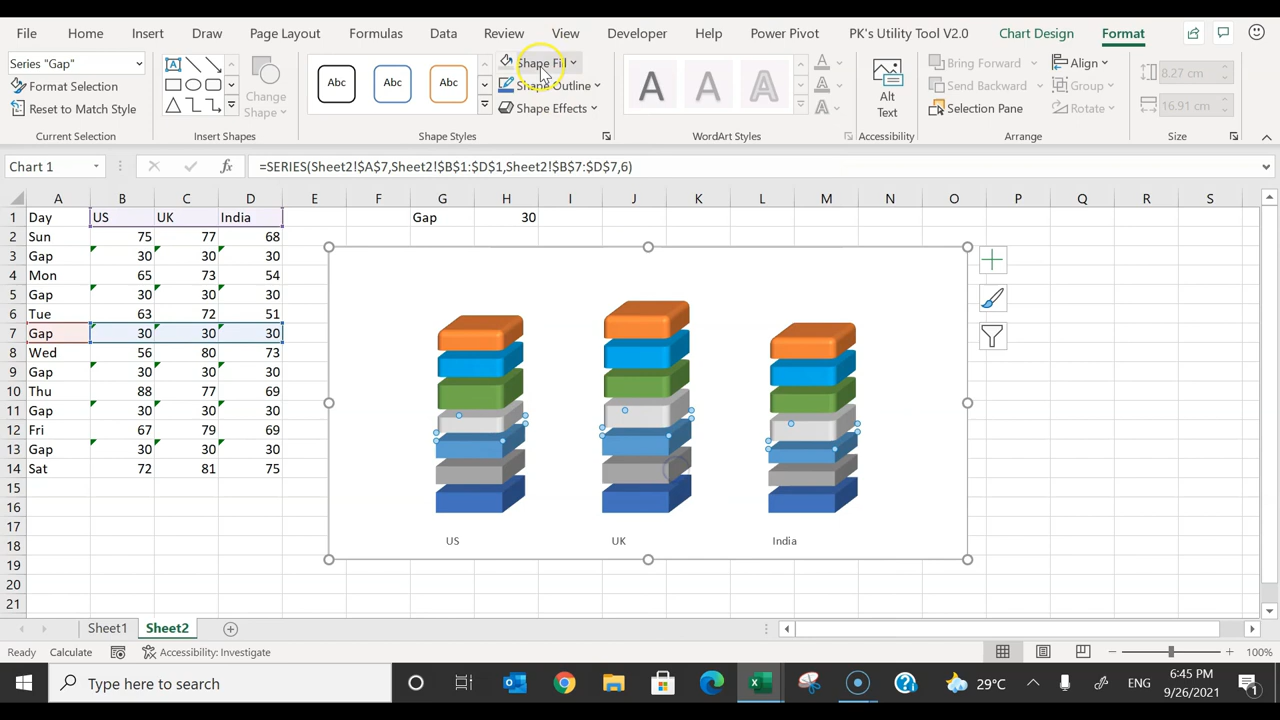 File Home Insert Draw Page Layout Formulas Data Review View Developer Help Power Pivot PK's Utility Tool V2.0 Chart Design Format
Series "Gap"
Format Selection
Reset to Match Style
Current Selection
Change
Shape
Insert Shapes
Abc Abc Abc
Shape Styles
Shape Fill
Shape Outline
Shape Effects
A A A
WordArt Styles
Alt
Text
Accessibility
Bring Forward
Send Backward
Selection Pane
Align
Group
Rotate
Arrange
8.27 cm
16.91 cm
Size
Chart 1 fx =SERIES(Sheet2!$A$7,Sheet2!$B$1:$D$1,Sheet2!$B$7:$D$7,6)
A B C D E F G H I J K L M N O P Q R S
1 Day US UK India Gap 30
2 Sun 75 77 68
3 Gap 30 30 30
4 Mon 65 73 54
5 Gap 30 30 30
6 Tue 63 72 51
7 Gap 30 30 30
8 Wed 56 80 73
9 Gap 30 30 30
10 Thu 88 77 69
11 Gap 30 30 30
12 Fri 67 79 69
13 Gap 30 30 30
14 Sat 72 81 75
15
16
17
18
19
20
21
US UK India
Sheet1 Sheet2
Ready Calculate Accessibility: Investigate 100%
Type here to search
29°C ENG
6:45 PM
9/26/2021
1